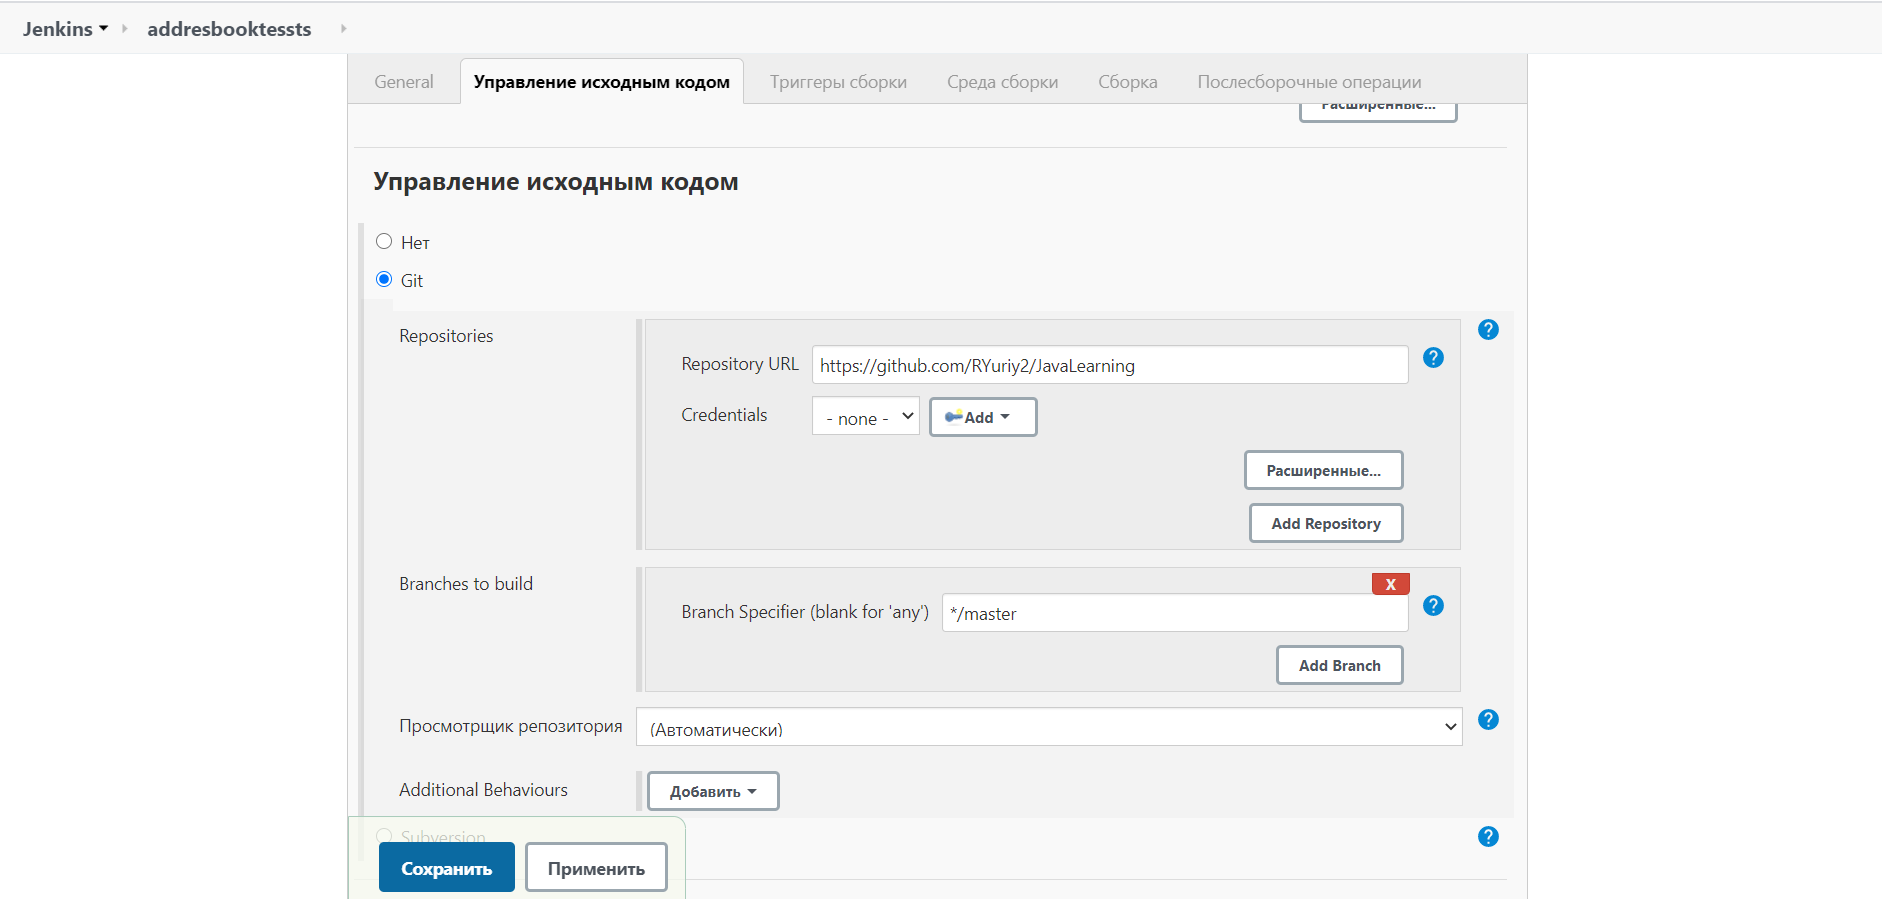 Jenkins addresbooktessts
General Управление исходным кодом Триггеры сборки Среда сборки Сборка Послесборочные операции
Расширенные...
Управление исходным кодом
Нет
Git
Repositories
?
Repository URL https://github.com/RYuriy2/JavaLearning ?
Credentials - none - Add
Расширенные...
Add Repository
Branches to build
X
Branch Specifier (blank for 'any') */master ?
Add Branch
Просмотрщик репозитория (Автоматически) ?
Additional Behaviours Добавить
Subversion ?
Сохранить Применить